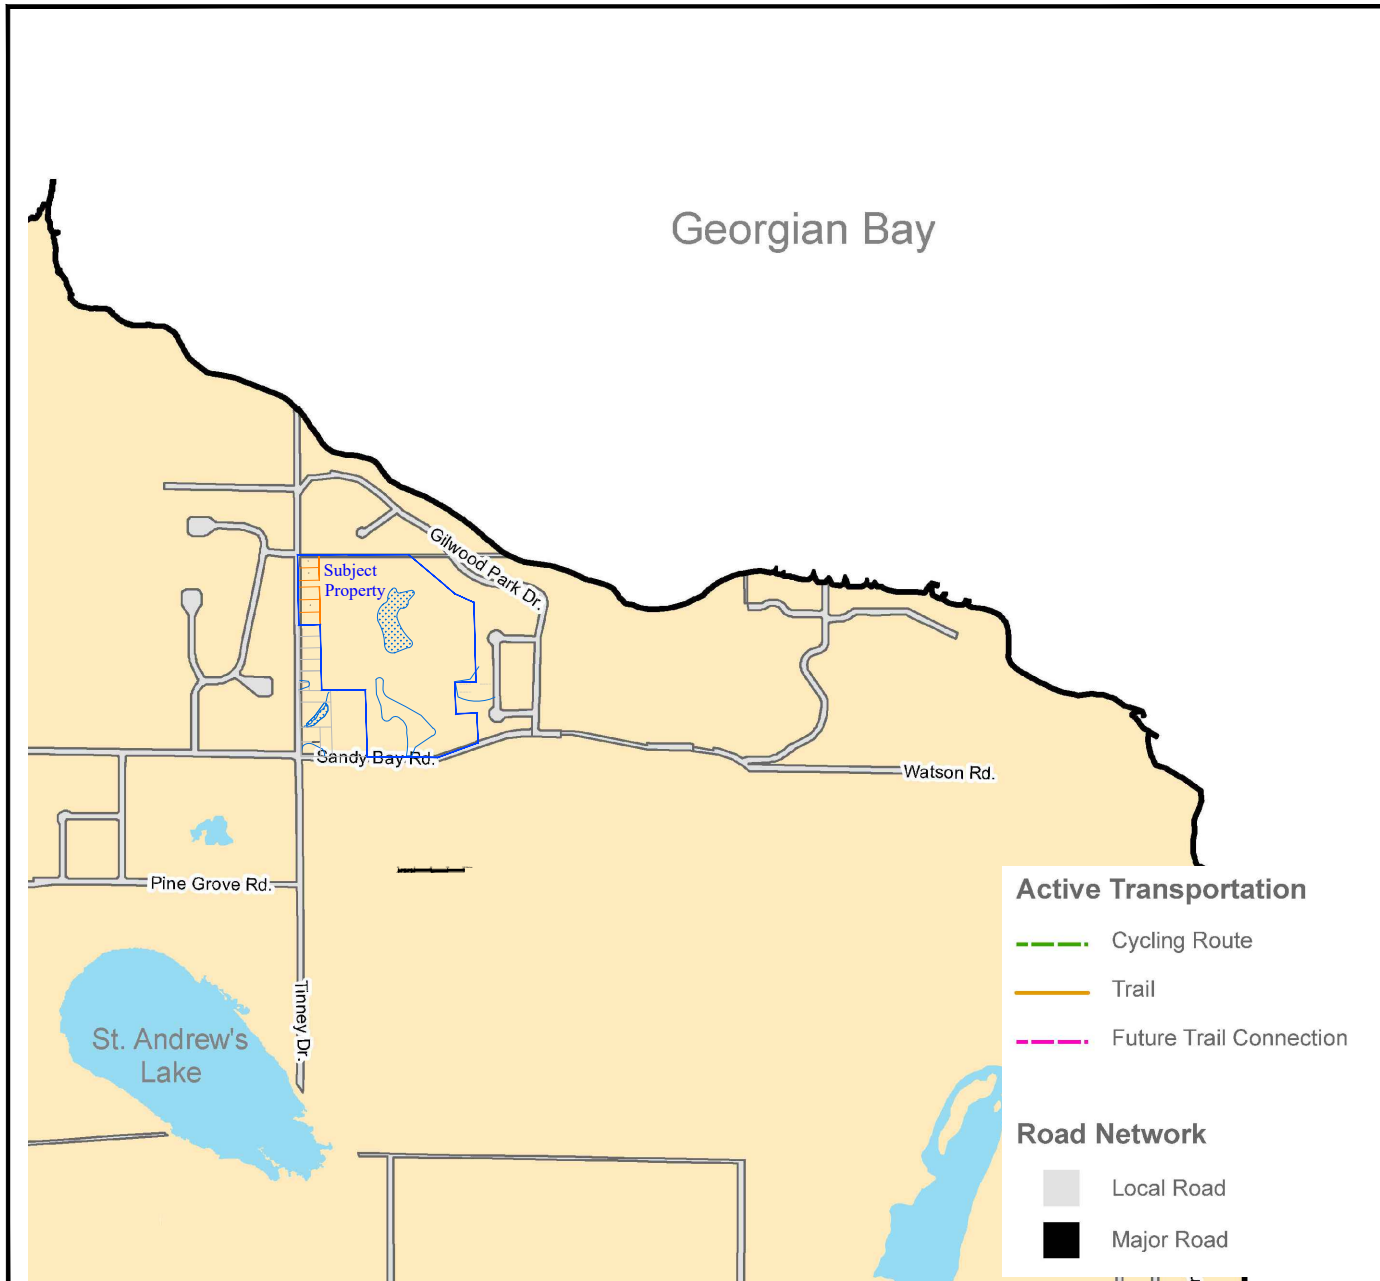 Georgian Bay
Gilwood Park Dr.
Subject
Property
Sandy Bay Rd.
Watson Rd.
Pine Grove Rd.
Tinney Dr.
St. Andrew's
Lake
Active Transportation
Cycling Route
Trail
Future Trail Connection
Road Network
Local Road
Major Road